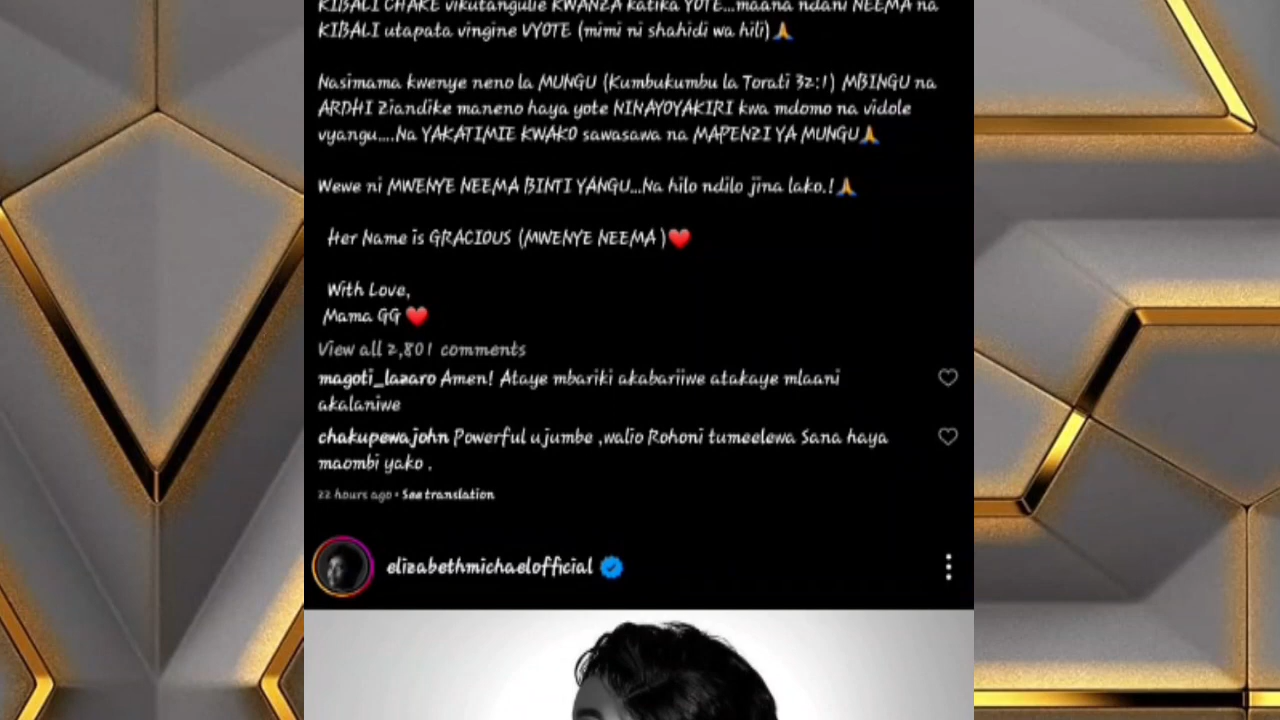 KIBALI CHAKE vikutangulie KWANZA katika YOTE...maana ndani NEEMA na
KIBALI utapata vingine VYOTE (mimi ni shahidi wa hili)🙏
Nasimama kwenye neno la MUNGU (Kumbukumbu la Torati 32:1) MBINGU na
ARDHI Ziandike maneno haya yote NINAYOYAKIRI kwa mdomo na vidole
vyangu....Na YAKATIMIE KWAKO sawasawa na MAPENZI YA MUNGU🙏
Wewe ni MWENYE NEEMA BINTI YANGU...Na hilo ndilo jina lako.!🙏
Her Name is GRACIOUS (MWENYE NEEMA )❤️
With Love,
Mama GG ❤️
View all 2,801 comments
magoti_lazaro Amen! Ataye mbariki akabariiwe atakaye mlaani
akalaniwe
chakupewajohn Powerful ujumbe ,walio Rohoni tumeelewa Sana haya
maombi yako .
22 hours ago • See translation
elizabethmichaelofficial